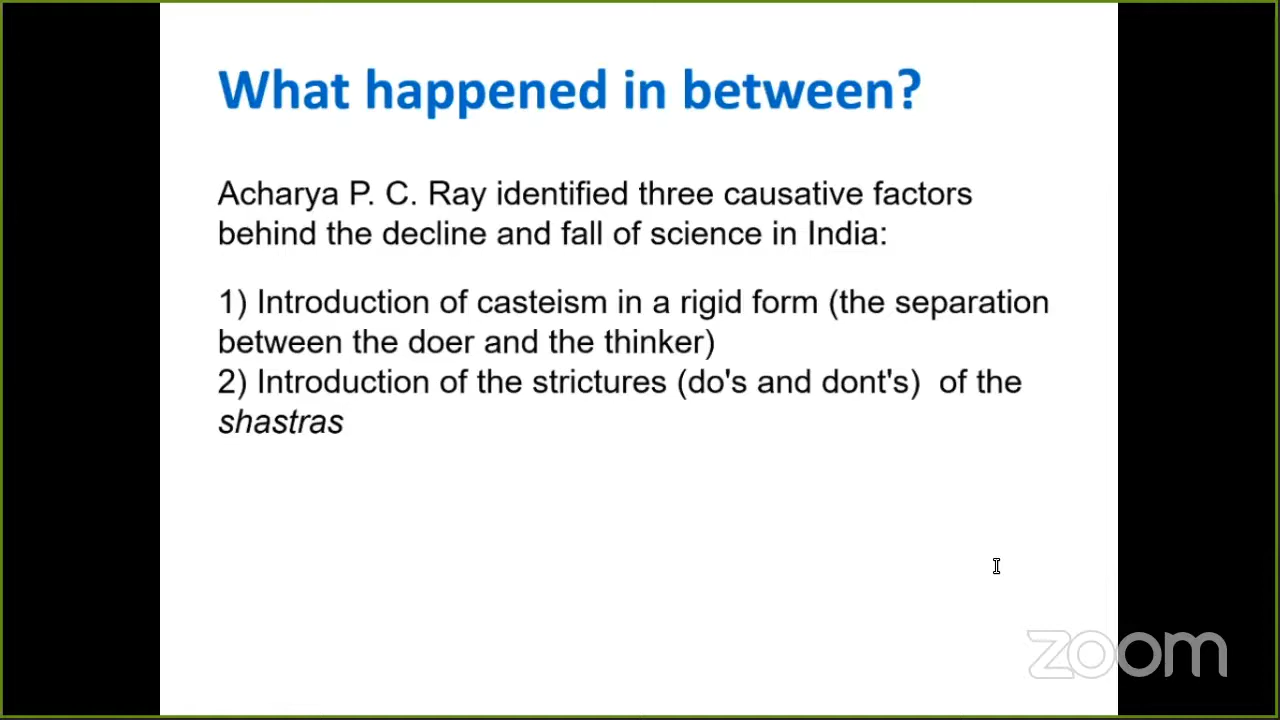 What happened in between?
Acharya P. C. Ray identified three causative factors
behind the decline and fall of science in India:
1) Introduction of casteism in a rigid form (the separation
between the doer and the thinker)
2) Introduction of the strictures (do's and dont's)  of the
shastras
zoom